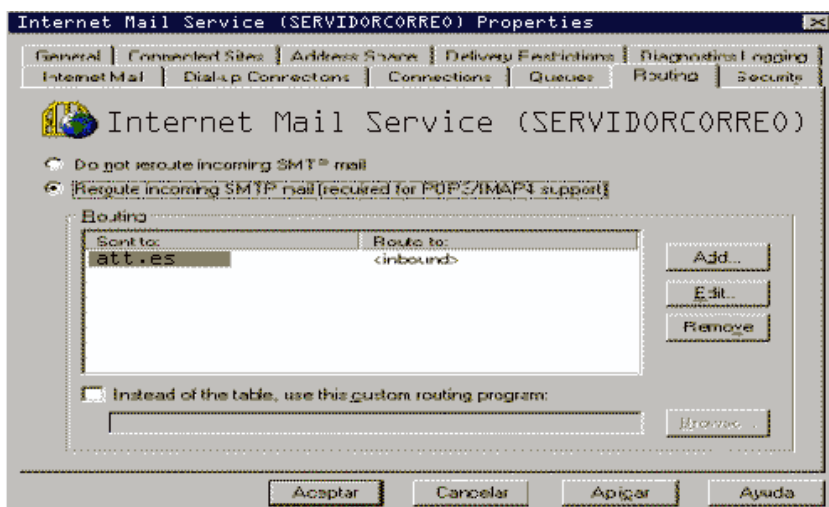 Internet Mail Service (SERVIDORCORREO) Properties
General Connected Sites Address Space Delivery Restrictions Diagnostics Logging
Internet Mail Dial-up Connections Connections Queues Routing Security
Internet Mail Service (SERVIDORCORREO)
Do not reroute incoming SMTP mail
Reroute incoming SMTP mail (required for POP3/IMAP4 support)
Routing
Sent to: Route to:
att.es <inbound>
Add...
Edit...
Remove
Instead of the table, use this custom routing program:
Browse...
Aceptar Cancelar Apigar Ayuda